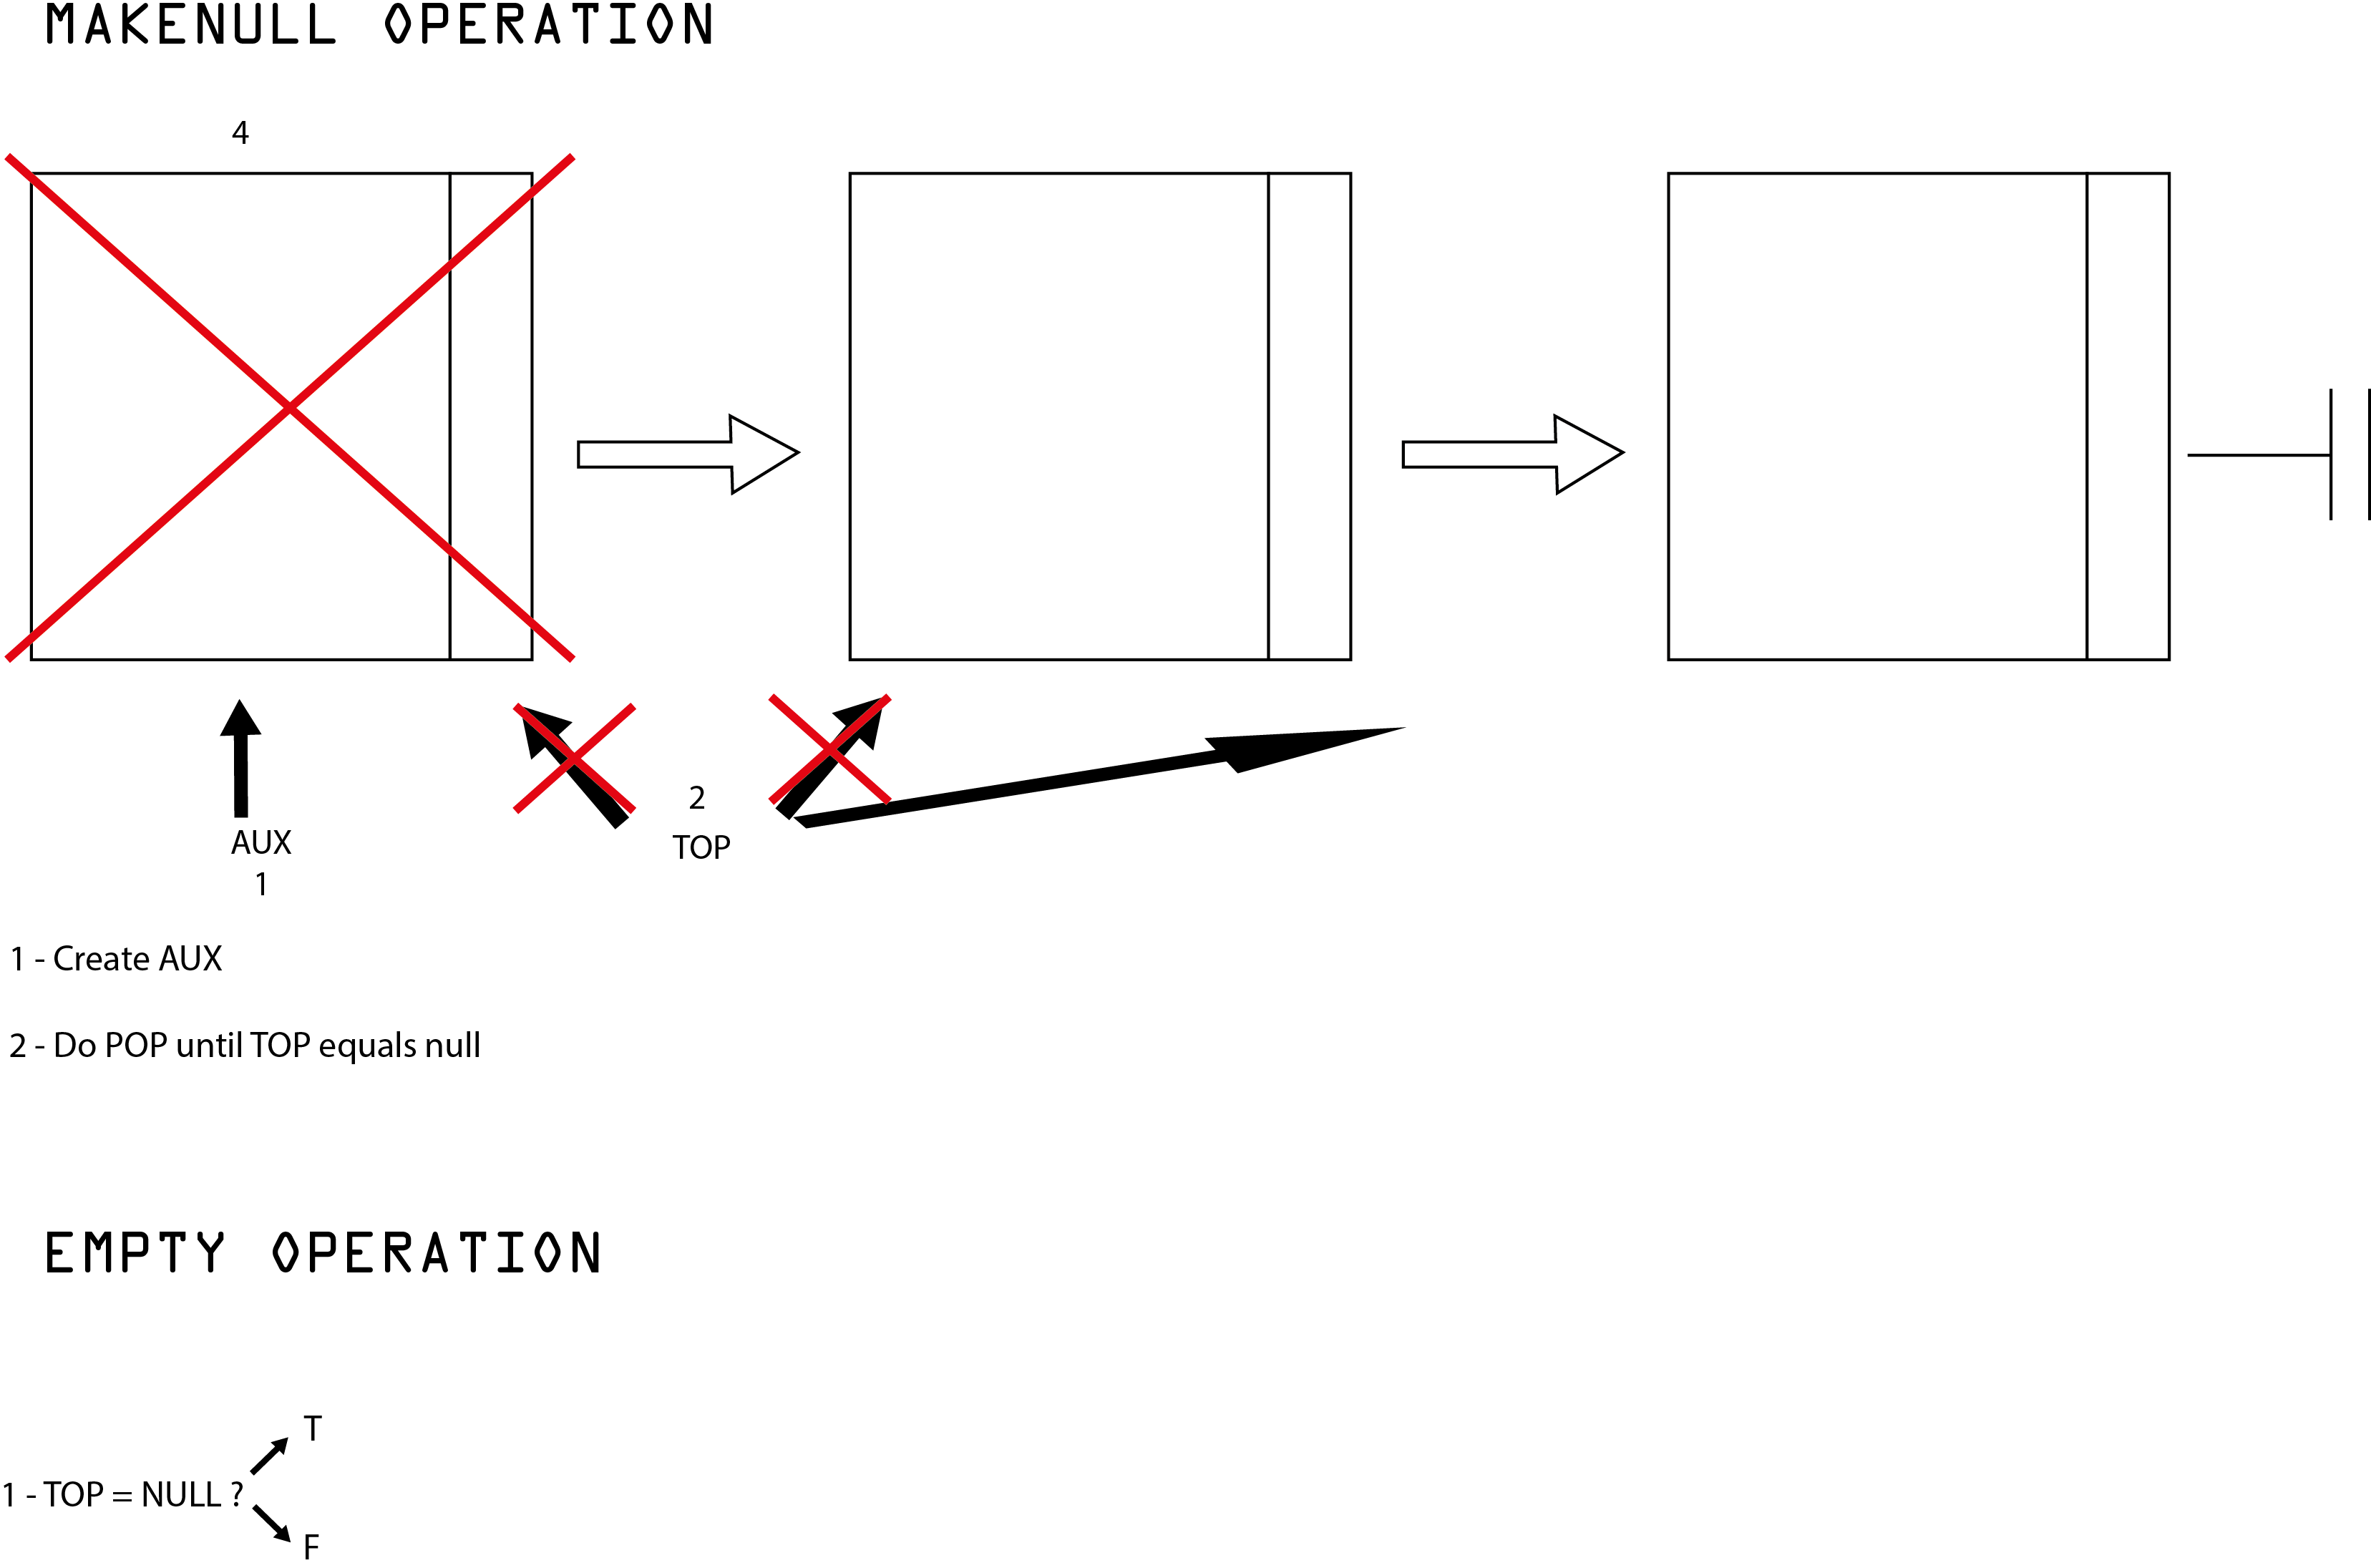 MAKENULL OPERATION
4
2
TOP
AUX
1
1 - Create AUX
2 - Do POP until TOP equals null
EMPTY OPERATION
T
1 - TOP = NULL ?
F